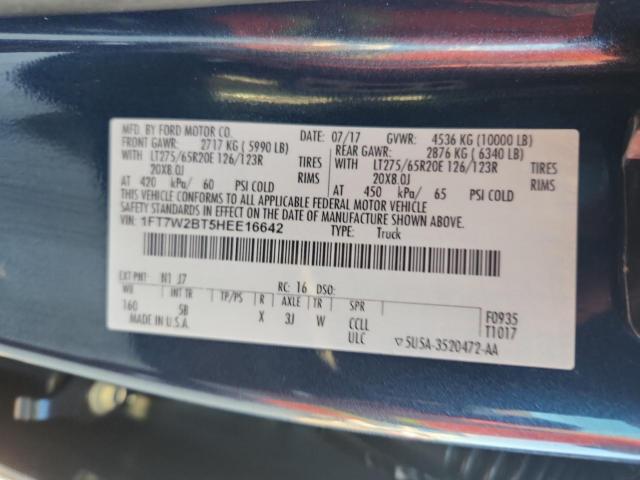 MFD. BY FORD MOTOR CO. DATE: 07/17 GVWR: 4536 KG (10000 LB)
FRONT GAWR: 2717 KG (5990 LB) REAR GAWR: 2876 KG (6340 LB)
WITH LT275/65R20E 126/123R TIRES WITH LT275/65R20E 126/123R TIRES
20X8.0J RIMS 20X8.0J RIMS
AT 420 kPa/ 60 PSI COLD AT 450 kPa/ 65 PSI COLD
THIS VEHICLE CONFORMS TO ALL APPLICABLE FEDERAL MOTOR VEHICLE
SAFETY STANDARDS IN EFFECT ON THE DATE OF MANUFACTURE SHOWN ABOVE
VIN: 1FT7W2BT5HEE16642 TYPE: Truck
EXT PNT: N1 J7 RC: 16 DSO:
WB INT TR TP/PS R AXLE TR SPR F0935
160 5B X 3J W CCLL T1017
MADE IN U.S.A. ULC ▽5U5A-3520472-AA